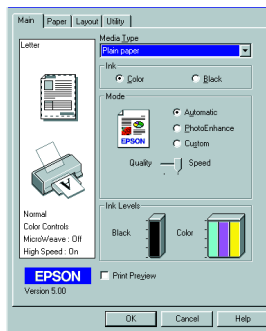 Main Paper Layout Utility
Letter
Media Type
Plain paper
Ink
Color Black
Mode
EPSON
Automatic
PhotoEnhance
Custom
Quality Speed
Normal
Color Controls
MicroWeave : Off
High Speed : On
Ink Levels
Black Color
EPSON
Version 5.00
Print Preview
OK Cancel Help